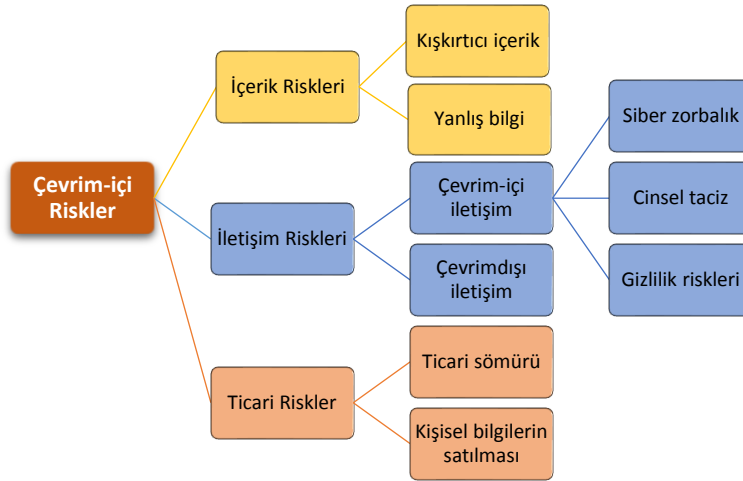 Çevrim-içi
Riskler
İçerik Riskleri
Kışkırtıcı içerik
Yanlış bilgi
İletişim Riskleri
Çevrim-içi
iletişim
Siber zorbalık
Cinsel taciz
Gizlilik riskleri
Çevrimdışı
iletişim
Ticari Riskler
Ticari sömürü
Kişisel bilgilerin
satılması